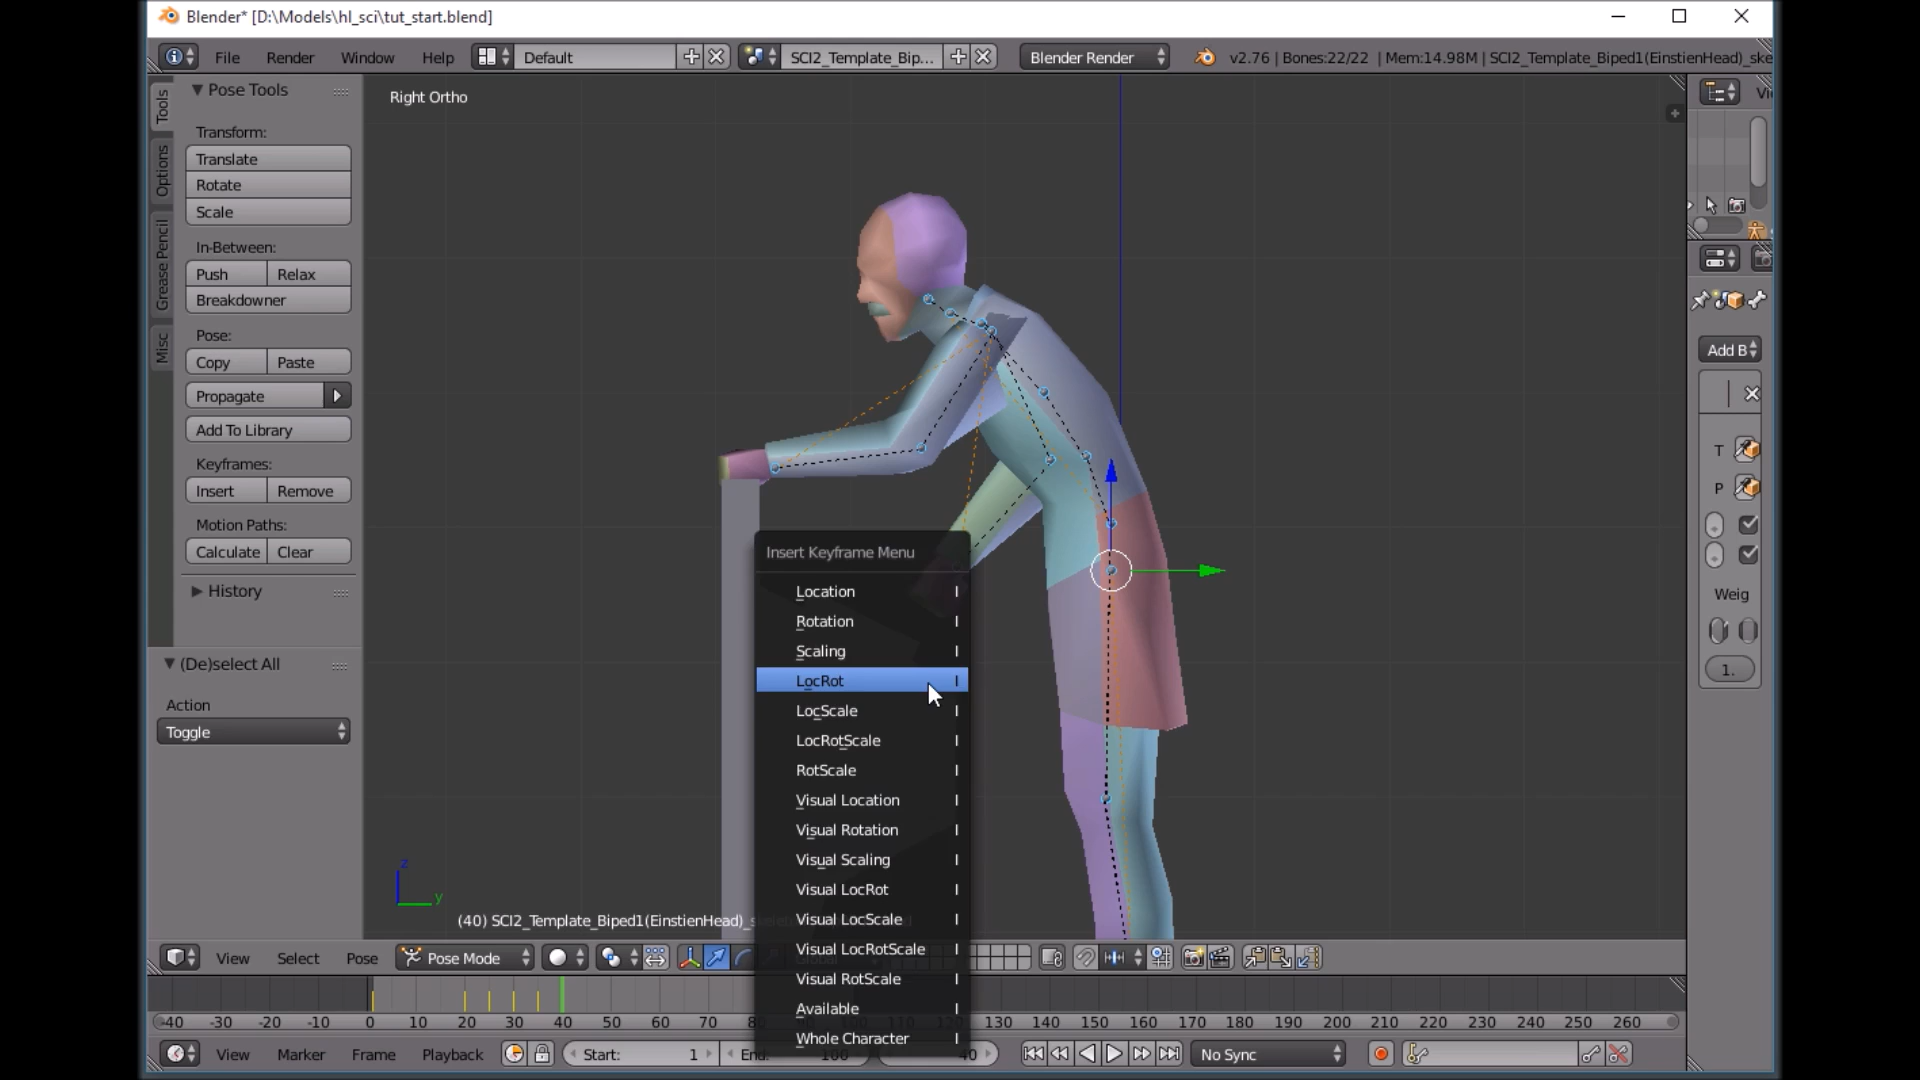 Blender* [D:\Models\hl_sci\tut_start.blend]
File Render Window Help Default SCI2_Template_Bip... Blender Render v2.76 | Bones:22/22 | Mem:14.98M | SCI2_Template_Biped1(EinstienHead)_ske
Tools
Options
Grease Pencil
Misc
Pose Tools
Transform:
Translate
Rotate
Scale
In-Between:
Push Relax
Breakdowner
Pose:
Copy Paste
Propagate
Add To Library
Keyframes:
Insert Remove
Motion Paths:
Calculate Clear
History
(De)select All
Action
Toggle
Right Ortho
z
y
(40) SCI2_Template_Biped1(EinstienHead)_s
Insert Keyframe Menu
Location I
Rotation I
Scaling I
LocRot I
LocScale I
LocRotScale I
RotScale I
Visual Location I
Visual Rotation I
Visual Scaling I
Visual LocRot I
Visual LocScale I
Visual LocRotScale I
Visual RotScale I
Available I
Whole Character I
Add B
T
P
Weig
1.
View Select Pose Pose Mode Global
-40 -30 -20 -10 0 10 20 30 40 50 60 70 130 140 150 160 170 180 190 200 210 220 230 240 250 260
View Marker Frame Playback Start: 1 End: 40 No Sync